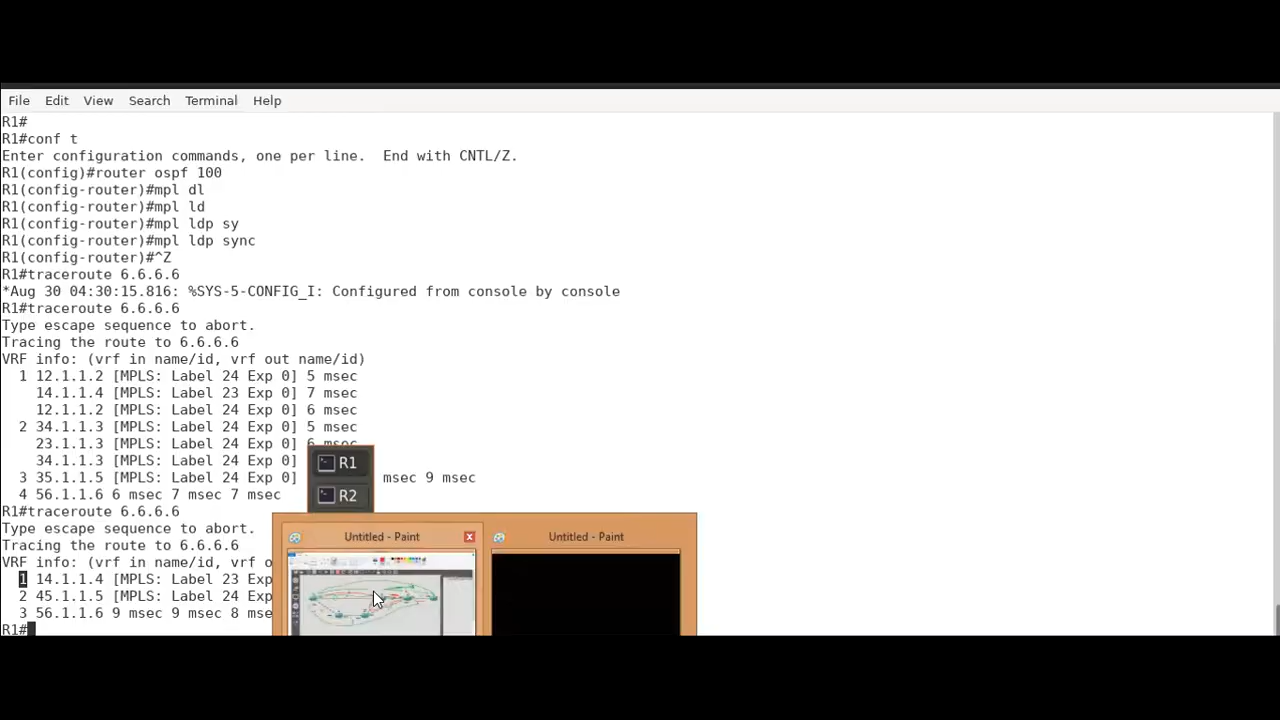 File Edit View Search Terminal Help
R1#
R1#conf t
Enter configuration commands, one per line.  End with CNTL/Z.
R1(config)#router ospf 100
R1(config-router)#mpl dl
R1(config-router)#mpl ld
R1(config-router)#mpl ldp sy
R1(config-router)#mpl ldp sync
R1(config-router)#^Z
R1#traceroute 6.6.6.6
*Aug 30 04:30:15.816: %SYS-5-CONFIG_I: Configured from console by console
R1#traceroute 6.6.6.6
Type escape sequence to abort.
Tracing the route to 6.6.6.6
VRF info: (vrf in name/id, vrf out name/id)
1 12.1.1.2 [MPLS: Label 24 Exp 0] 5 msec
14.1.1.4 [MPLS: Label 23 Exp 0] 7 msec
12.1.1.2 [MPLS: Label 24 Exp 0] 6 msec
2 34.1.1.3 [MPLS: Label 24 Exp 0] 5 msec
23.1.1.3 [MPLS: Label 24 Exp 0] 6 msec
34.1.1.3 [MPLS: Label 24 Exp 0]
3 35.1.1.5 [MPLS: Label 24 Exp 0] msec 9 msec
4 56.1.1.6 6 msec 7 msec 7 msec
R1#traceroute 6.6.6.6
Type escape sequence to abort.
Tracing the route to 6.6.6.6
VRF info: (vrf in name/id, vrf o
1 14.1.1.4 [MPLS: Label 23 Exp
2 45.1.1.5 [MPLS: Label 24 Exp
3 56.1.1.6 9 msec 9 msec 8 mse
R1#
R1
R2
Untitled - Paint
Untitled - Paint